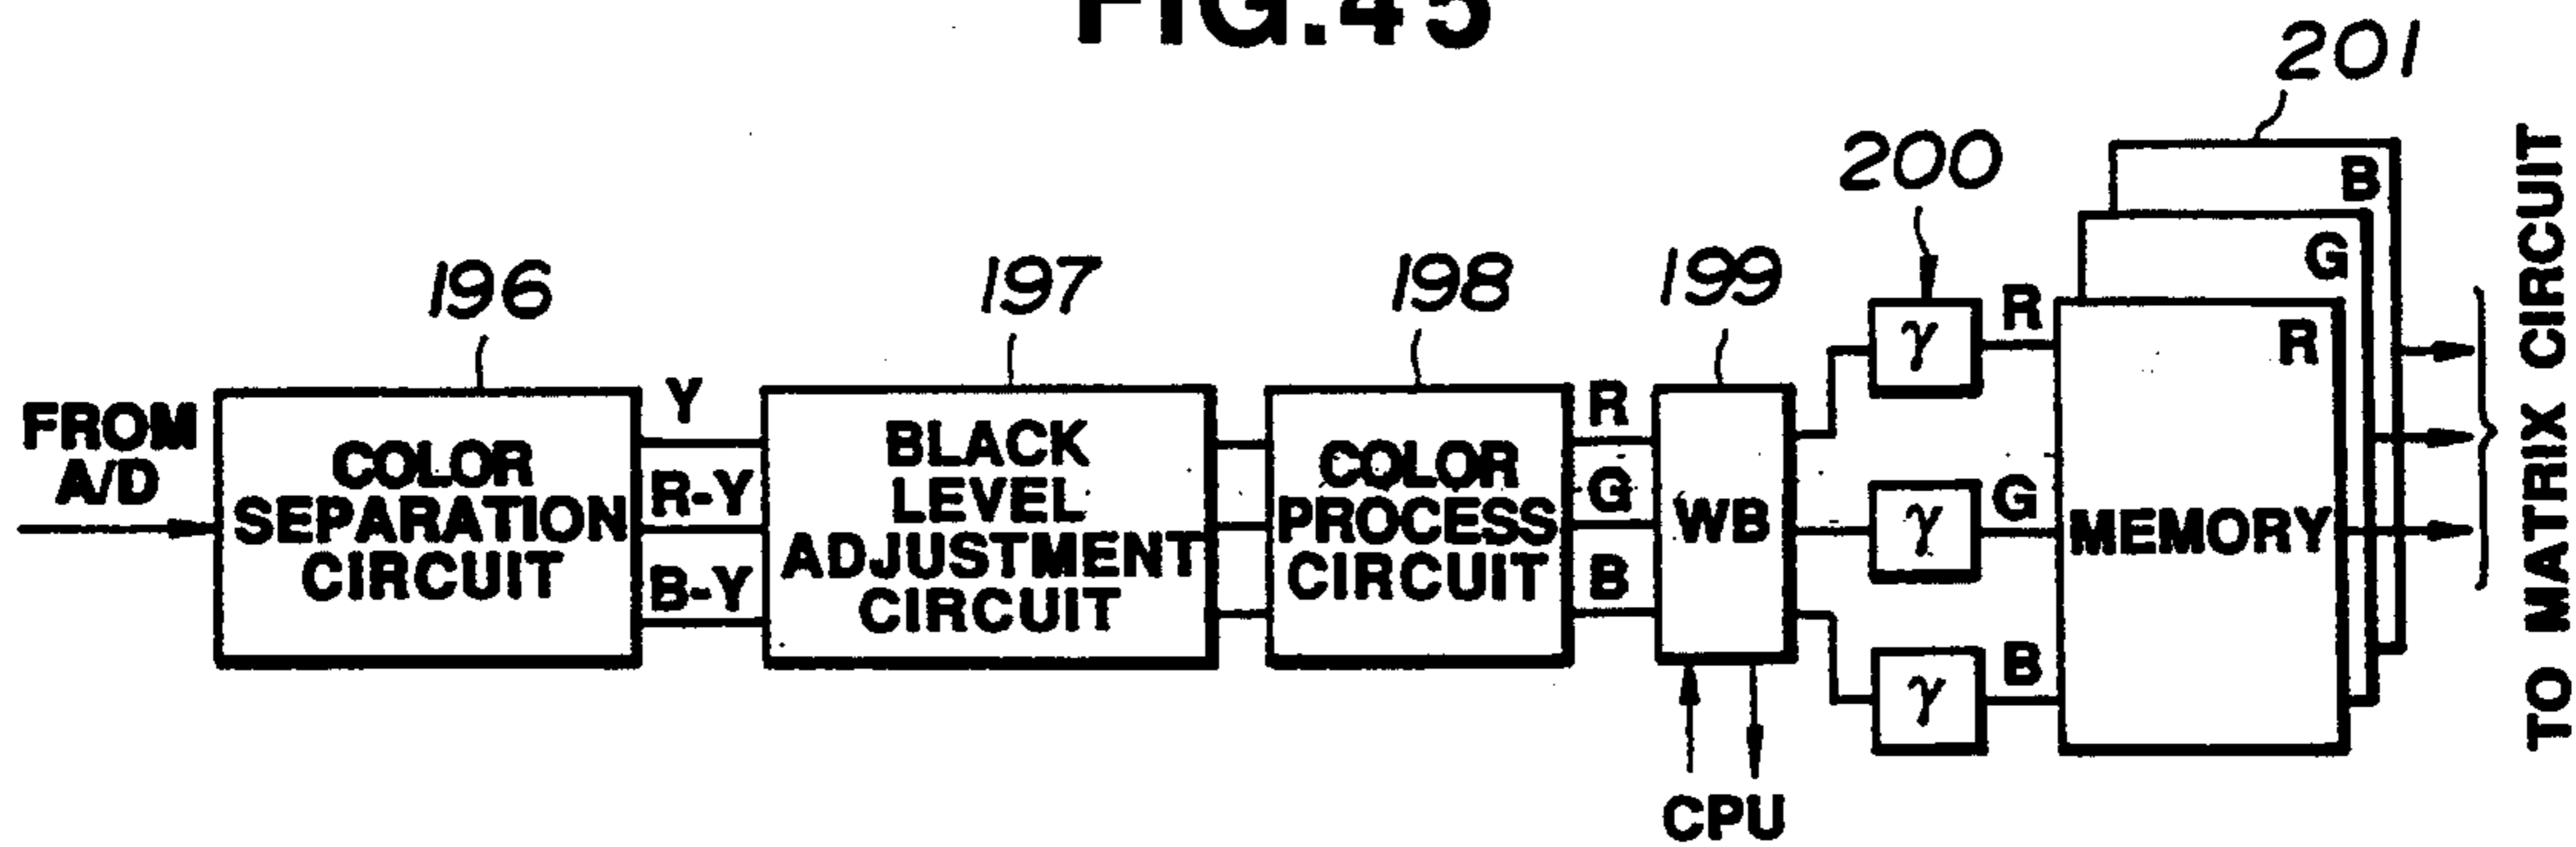 FIG.45
201
200
B
G
R
196
197
198
199
γ
R
FROM
A/D
COLOR
SEPARATION
CIRCUIT
Y
R-Y
B-Y
BLACK
LEVEL
ADJUSTMENT
CIRCUIT
COLOR
PROCESS
CIRCUIT
R
G
B
WB
γ
G
MEMORY
γ
B
CPU
TO MATRIX CIRCUIT